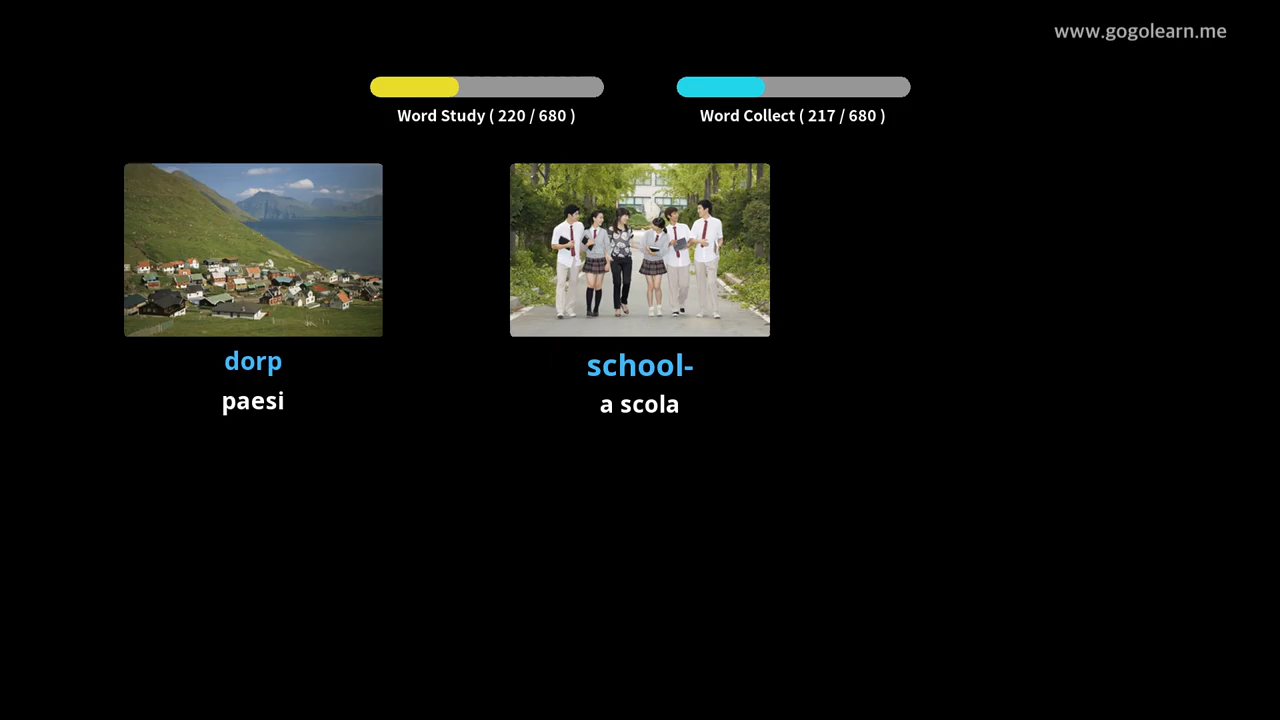 www.gogolearn.me
Word Study ( 220 / 680 )
Word Collect ( 217 / 680 )
dorp
paesi
school-
a scola